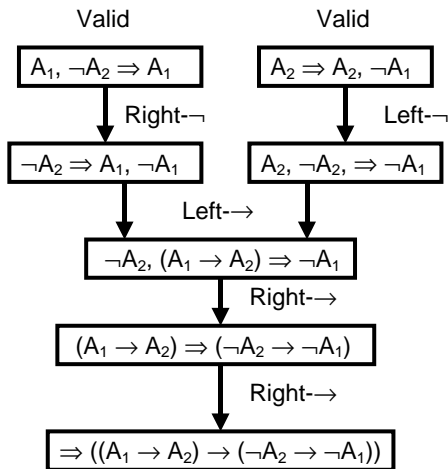 Valid Valid
A₁, ¬A₂ ⇒ A₁ A₂ ⇒ A₂, ¬A₁
Right-¬ Left-¬
¬A₂ ⇒ A₁, ¬A₁ A₂, ¬A₂, ⇒ ¬A₁
Left-→
¬A₂, (A₁ → A₂) ⇒ ¬A₁
Right-→
(A₁ → A₂) ⇒ (¬A₂ → ¬A₁)
Right-→
⇒ ((A₁ → A₂) → (¬A₂ → ¬A₁))